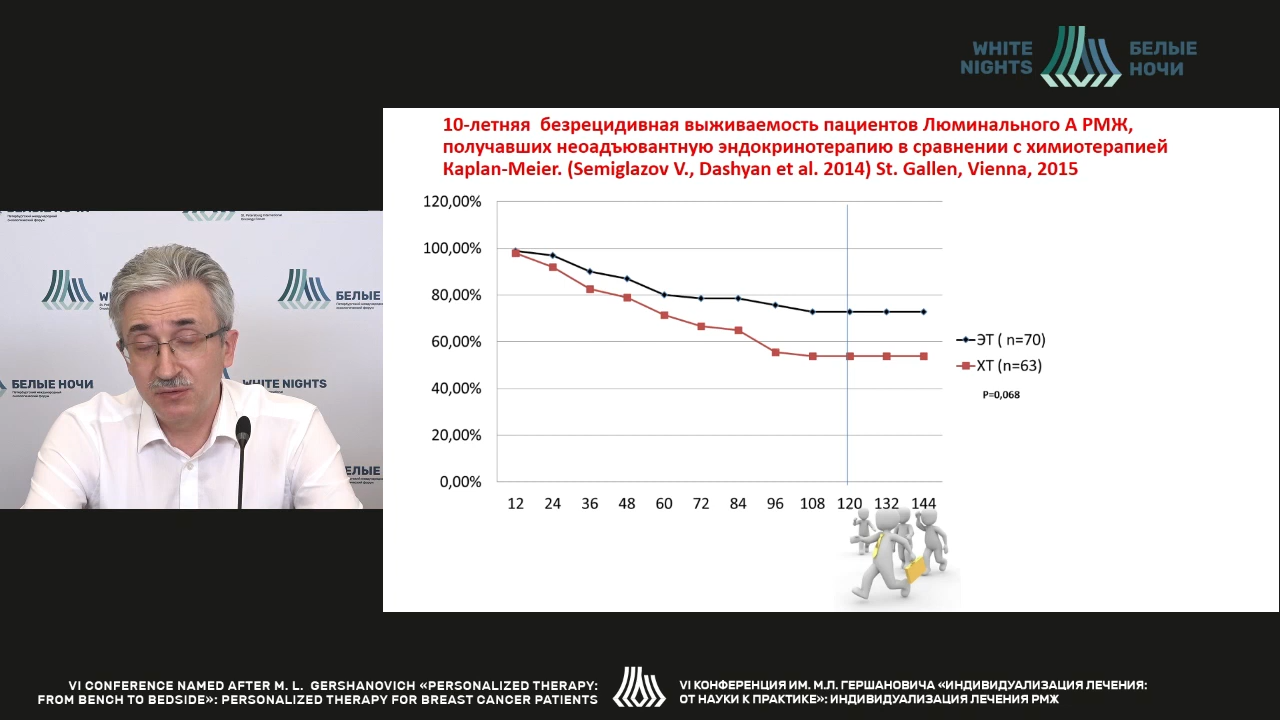 WHITE
NIGHTS
БЕЛЫЕ
НОЧИ
10-летняя безрецидивная выживаемость пациентов Люминального А РМЖ,
получавших неоадъювантную эндокринотерапию в сравнении с химиотерапией
Kaplan-Meier. (Semiglazov V., Dashyan et al. 2014) St. Gallen, Vienna, 2015
120,00%
100,00%
80,00%
60,00%
40,00%
20,00%
0,00%
12 24 36 48 60 72 84 96 108 120 132 144
ЭТ ( n=70)
ХТ (n=63)
P=0,068
БЕЛЫЕ
БЕЛЫЕ НОЧИ
WHITE NIGHTS
VI CONFERENCE NAMED AFTER M. L. GERSHANOVICH «PERSONALIZED THERAPY:
FROM BENCH TO BEDSIDE»: PERSONALIZED THERAPY FOR BREAST CANCER PATIENTS
VI КОНФЕРЕНЦИЯ ИМ. М.Л. ГЕРШАНОВИЧА «ИНДИВИДУАЛИЗАЦИЯ ЛЕЧЕНИЯ:
ОТ НАУКИ К ПРАКТИКЕ»: ИНДИВИДУАЛИЗАЦИЯ ЛЕЧЕНИЯ РМЖ